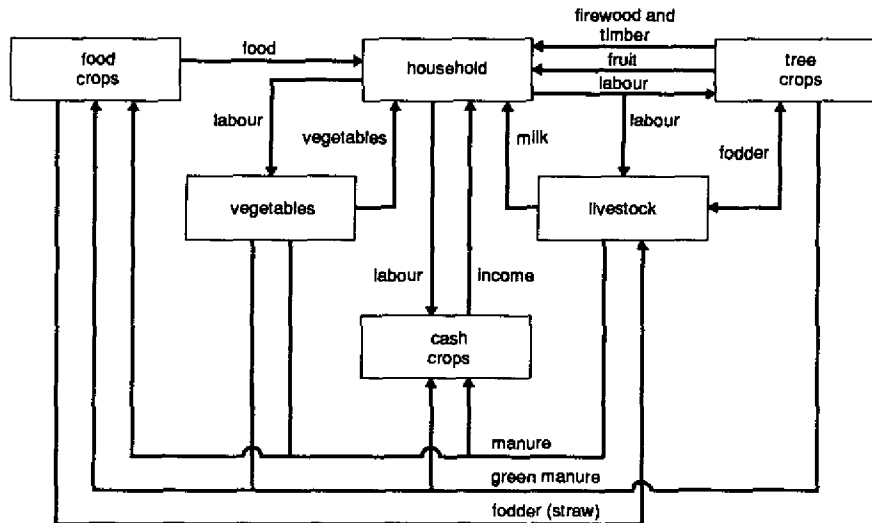 firewood and
timber
food
crops
food
household
fruit
tree
crops
labour
labour
vegetables
milk
labour
fodder
vegetables
livestock
labour
income
cash
crops
manure
green manure
fodder (straw)